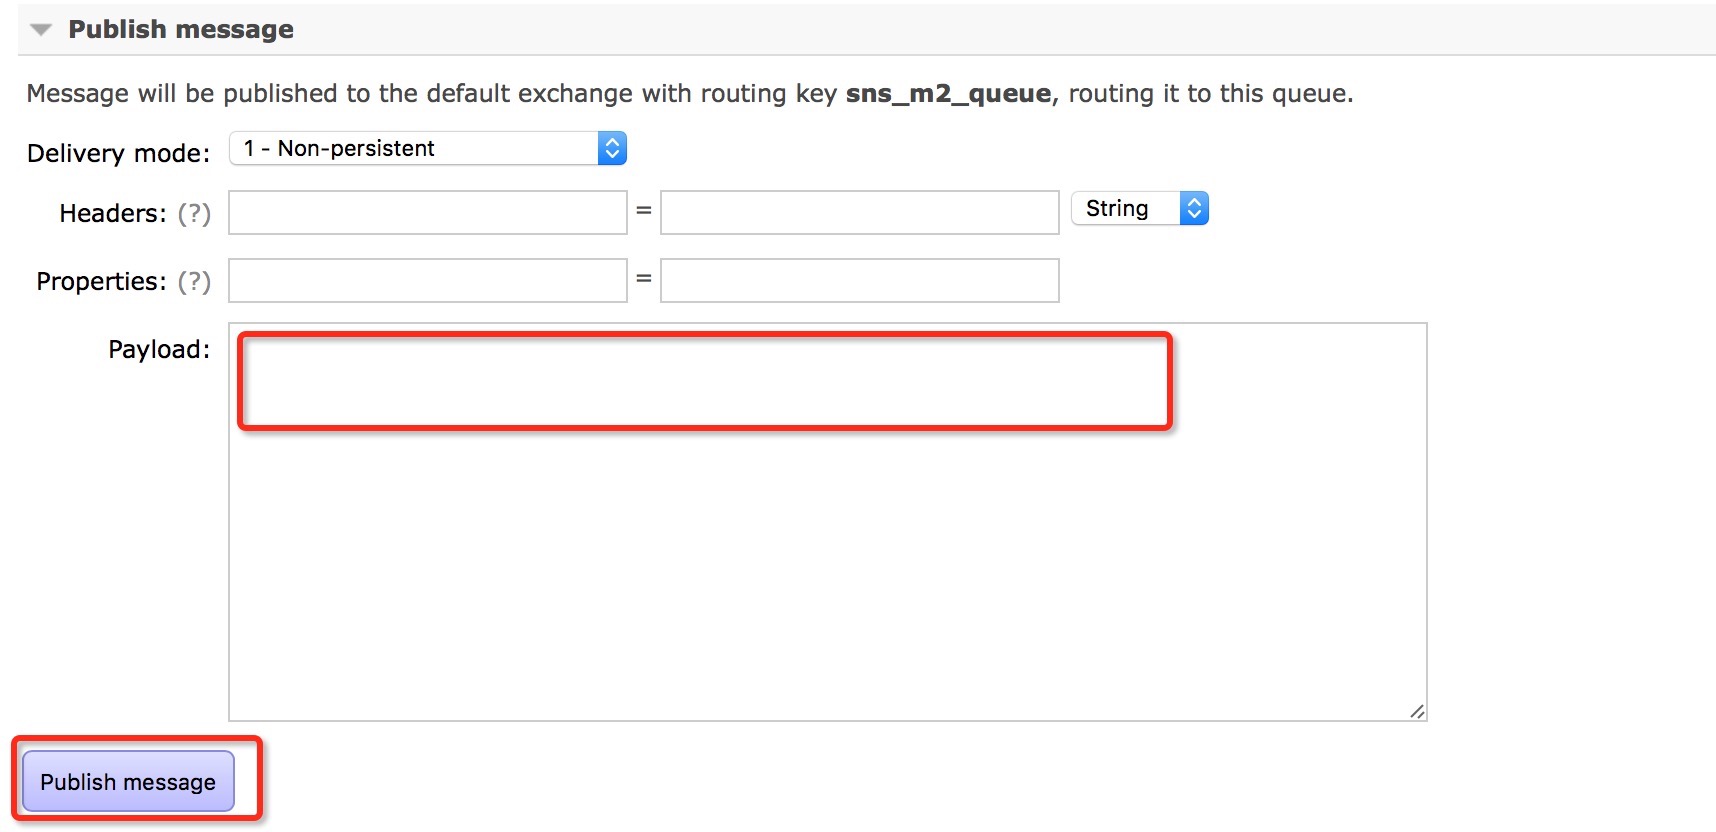 Publish message
Message will be published to the default exchange with routing key sns_m2_queue, routing it to this queue.
Delivery mode: 1 - Non-persistent
Headers: (?) = String
Properties: (?) =
Payload:
Publish message